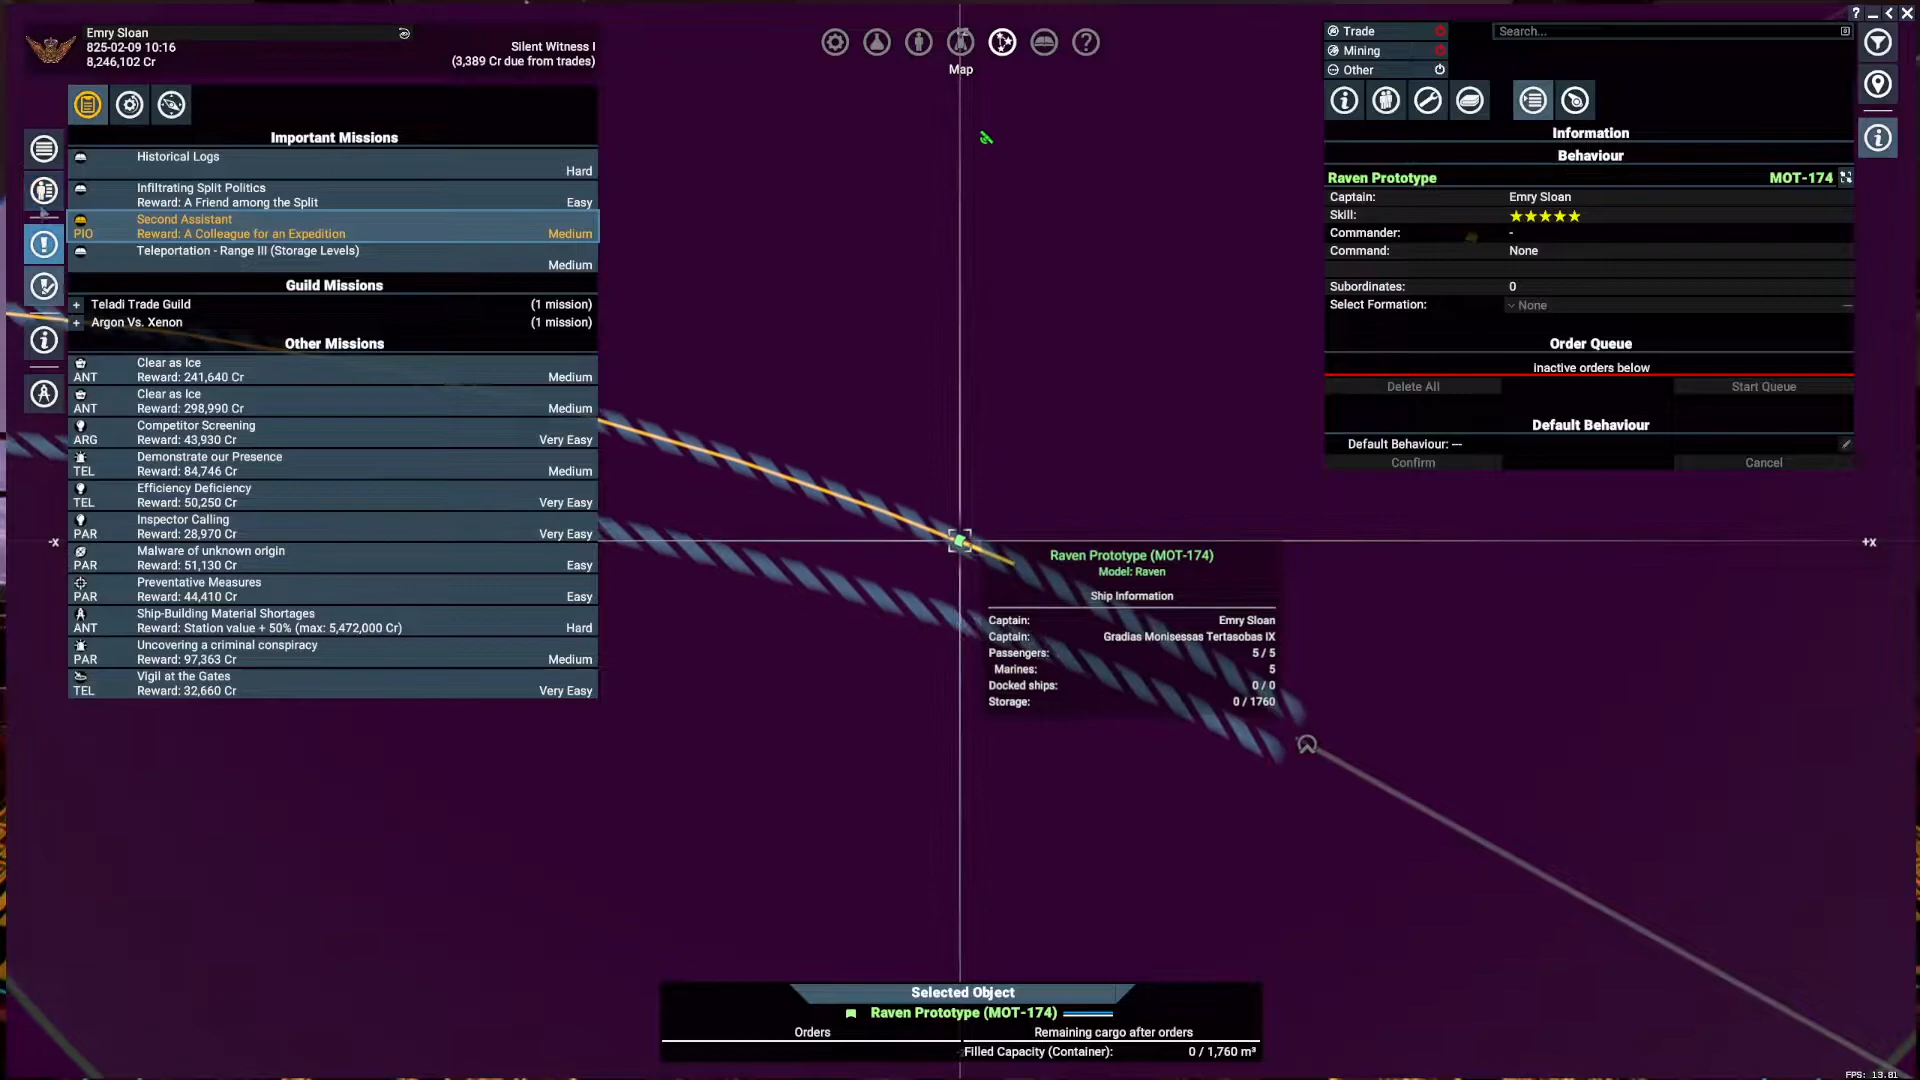 Emry Sloan
825-02-09 10:16
8,246,102 Cr
Silent Witness I
(3,389 Cr due from trades)
Map
Important Missions
Historical Logs
Hard
Infiltrating Split Politics
Reward: A Friend among the Split
Easy
Second Assistant
PIO
Reward: A Colleague for an Expedition
Medium
Teleportation - Range III (Storage Levels)
Medium
Guild Missions
+ Teladi Trade Guild (1 mission)
+ Argon Vs. Xenon (1 mission)
Other Missions
Clear as Ice
ANT Reward: 241,640 Cr Medium
Clear as Ice
ANT Reward: 298,990 Cr Medium
Competitor Screening
ARG Reward: 43,930 Cr Very Easy
Demonstrate our Presence
TEL Reward: 84,746 Cr Medium
Efficiency Deficiency
TEL Reward: 50,250 Cr Very Easy
Inspector Calling
PAR Reward: 28,970 Cr Very Easy
Malware of unknown origin
PAR Reward: 51,130 Cr Easy
Preventative Measures
PAR Reward: 44,410 Cr Easy
Ship-Building Material Shortages
ANT Reward: Station value + 50% (max: 5,472,000 Cr) Hard
Uncovering a criminal conspiracy
PAR Reward: 97,363 Cr Medium
Vigil at the Gates
TEL Reward: 32,660 Cr Very Easy
-x
+x
Raven Prototype (MOT-174)
Model: Raven
Ship Information
Captain: Emry Sloan
Captain: Gradias Monisessas Tertasobas IX
Passengers: 5 / 5
Marines: 5
Docked ships: 0 / 0
Storage: 0 / 1760
Trade
Mining
Other
Search...
Information
Behaviour
Raven Prototype MOT-174
Captain: Emry Sloan
Skill: ★★★★★
Commander: -
Command: None
Subordinates: 0
Select Formation: None
Order Queue
Inactive orders below
Delete All Start Queue
Default Behaviour
Default Behaviour: ---
Confirm Cancel
Selected Object
Raven Prototype (MOT-174)
Orders Remaining cargo after orders
Filled Capacity (Container): 0 / 1,760 m³
FPS: 13.81